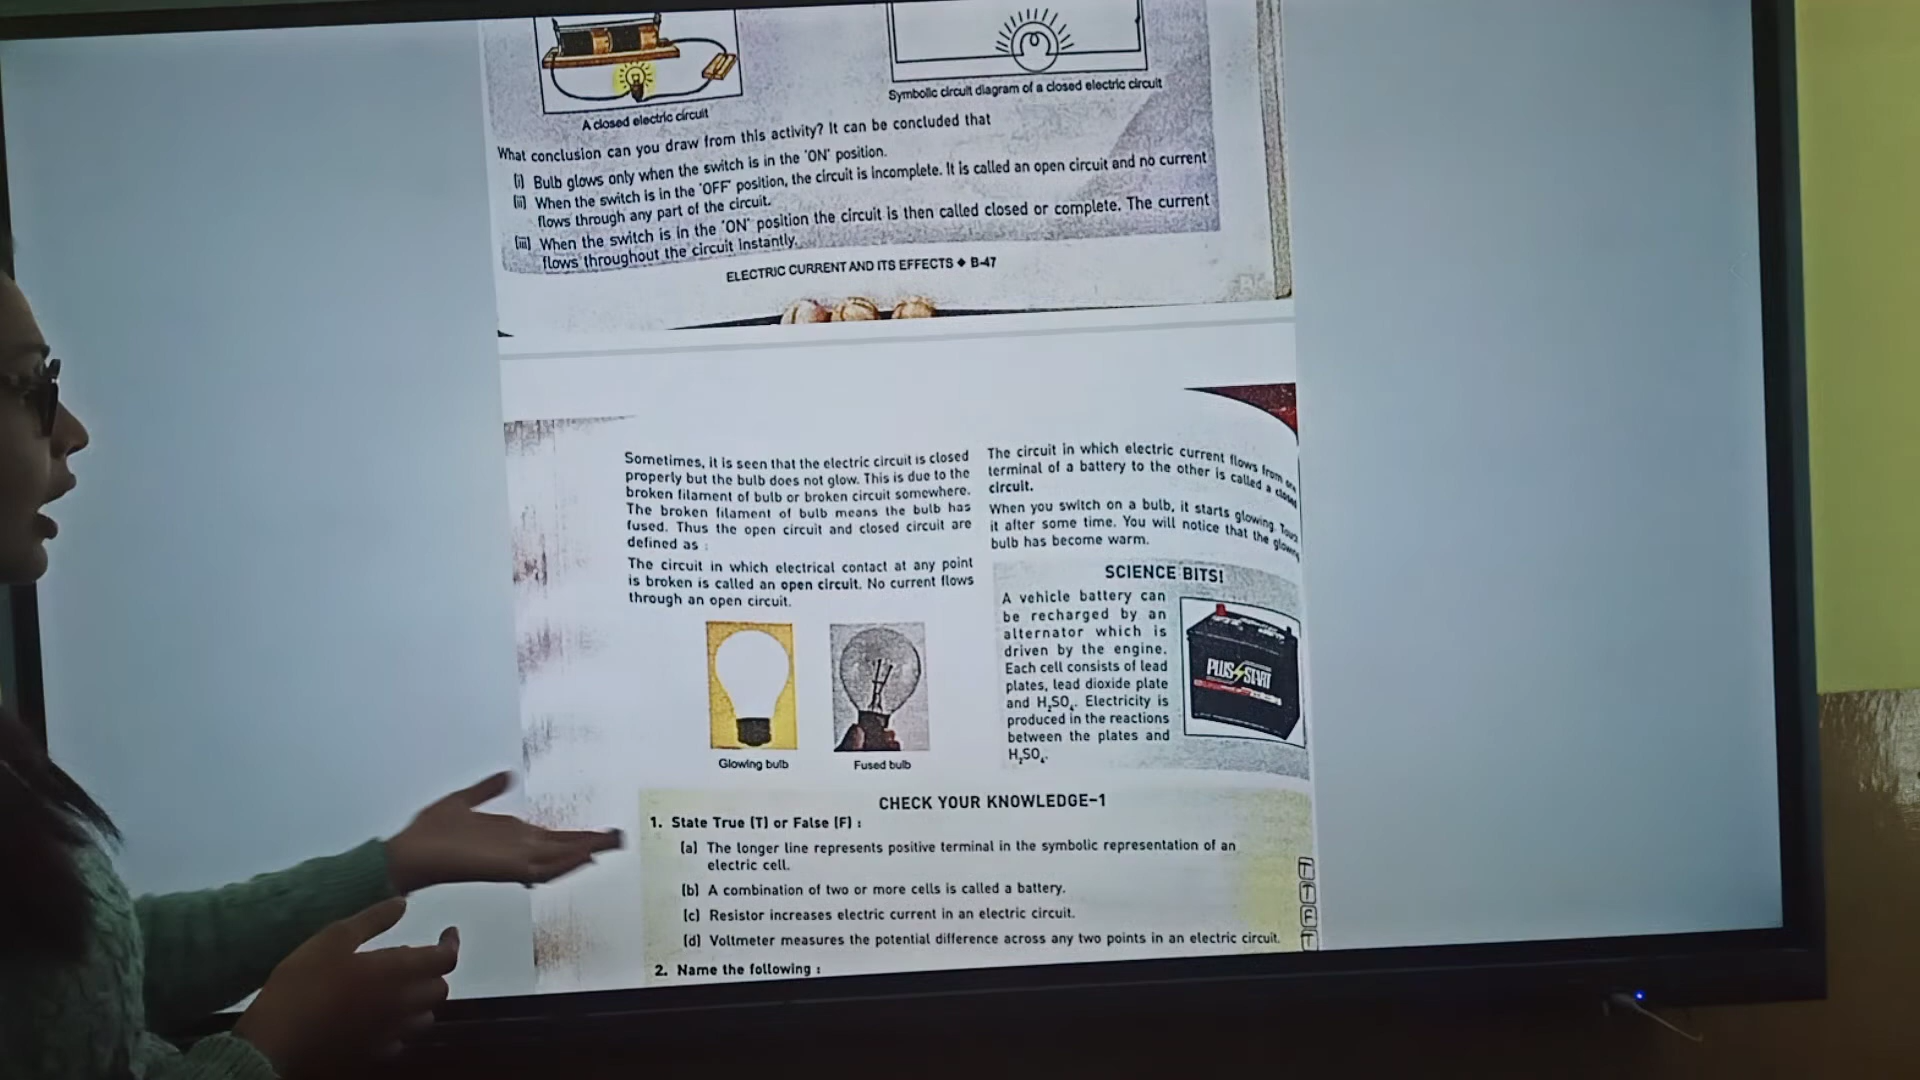 A closed electric circuit
Symbolic circuit diagram of a closed electric circuit
What conclusion can you draw from this activity? It can be concluded that
(i) Bulb glows only when the switch is in the 'ON' position.
(ii) When the switch is in the 'OFF' position, the circuit is incomplete. It is called an open circuit and no current
flows through any part of the circuit.
(iii) When the switch is in the 'ON' position the circuit is then called closed or complete. The current
flows throughout the circuit instantly.
ELECTRIC CURRENT AND ITS EFFECTS ◆ B-47
Sometimes, it is seen that the electric circuit is closed
properly but the bulb does not glow. This is due to the
broken filament of bulb or broken circuit somewhere.
The broken filament of bulb means the bulb has
fused. Thus the open circuit and closed circuit are
defined as :
The circuit in which electrical contact at any point
is broken is called an open circuit. No current flows
through an open circuit.
Glowing bulb
Fused bulb
The circuit in which electric current flows from one
terminal of a battery to the other is called a closed
circuit.
When you switch on a bulb, it starts glowing. Touch
it after some time. You will notice that the glowing
bulb has become warm.
SCIENCE BITS!
A vehicle battery can
be recharged by an
alternator which is
driven by the engine.
Each cell consists of lead
plates, lead dioxide plate
and H₂SO₄. Electricity is
produced in the reactions
between the plates and
H₂SO₄.
PLUS START
CHECK YOUR KNOWLEDGE-1
1. State True (T) or False (F) :
(a) The longer line represents positive terminal in the symbolic representation of an
electric cell. T
(b) A combination of two or more cells is called a battery. T
(c) Resistor increases electric current in an electric circuit. F
(d) Voltmeter measures the potential difference across any two points in an electric circuit. T
2. Name the following :